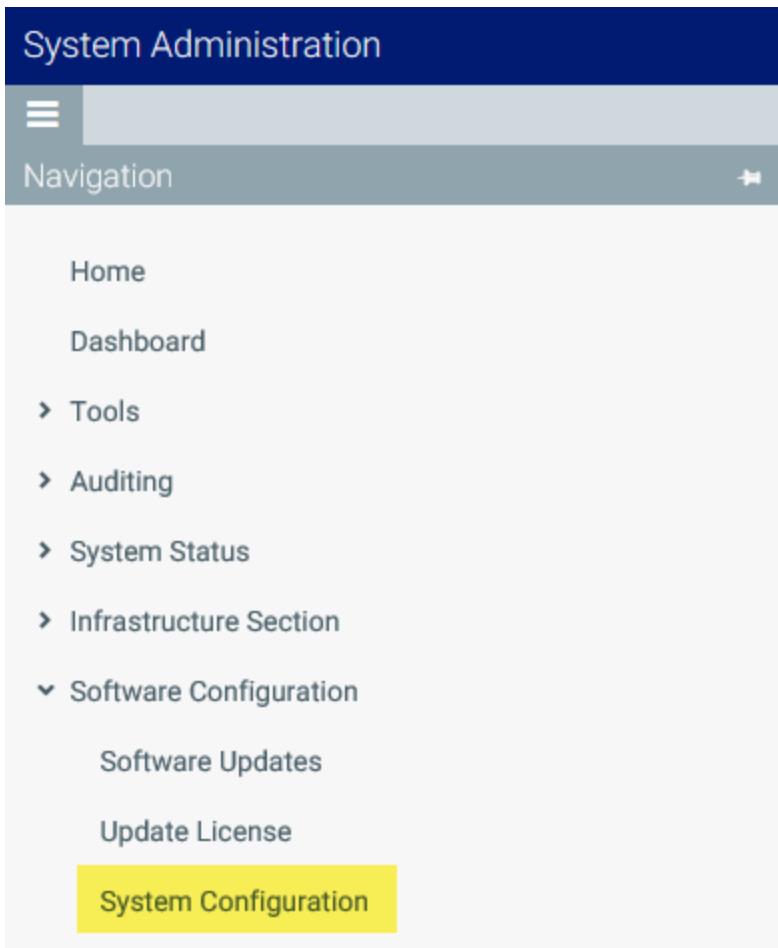 System Administration
Navigation
Home
Dashboard
Tools
Auditing
System Status
Infrastructure Section
Software Configuration
Software Updates
Update License
System Configuration